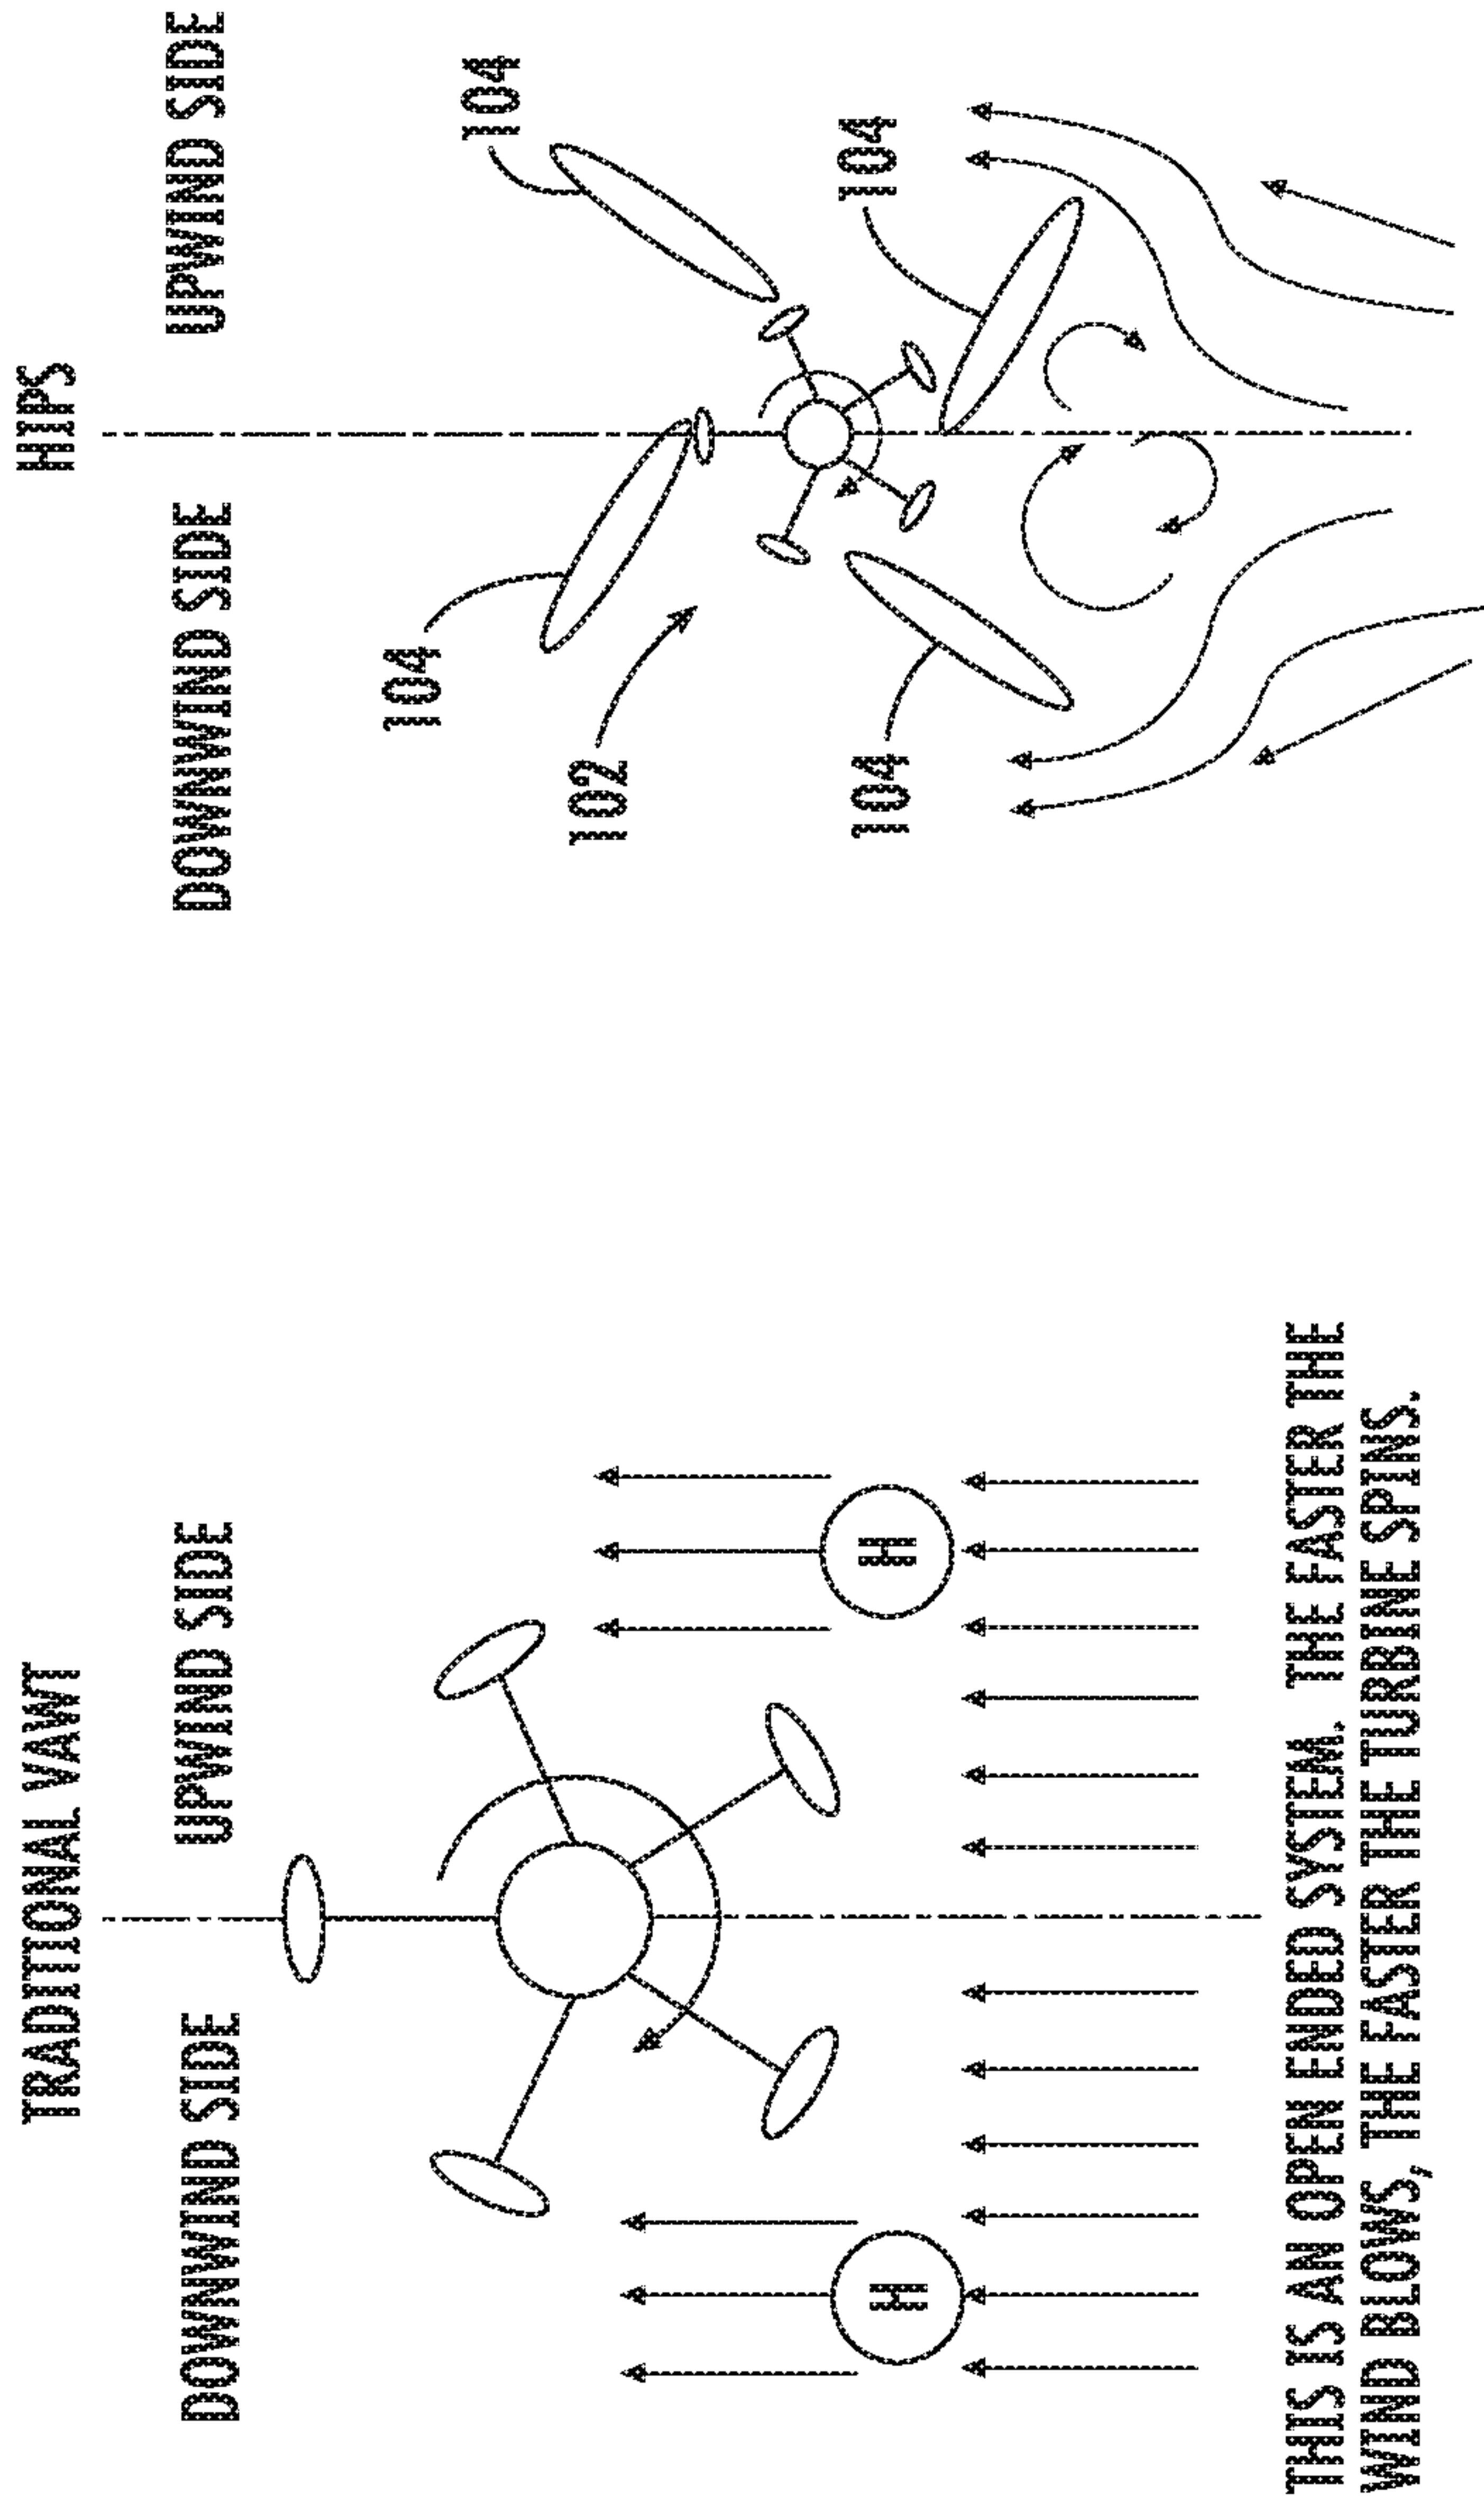 TRADITIONAL VAWT
DOWNWIND SIDE
UPWIND SIDE
H
H
THIS IS AN OPEN ENDED SYSTEM. THE FASTER THE
WIND BLOWS, THE FASTER THE TURBINE SPINS.
HIPS
DOWNWIND SIDE
UPWIND SIDE
104
104
102
104
104